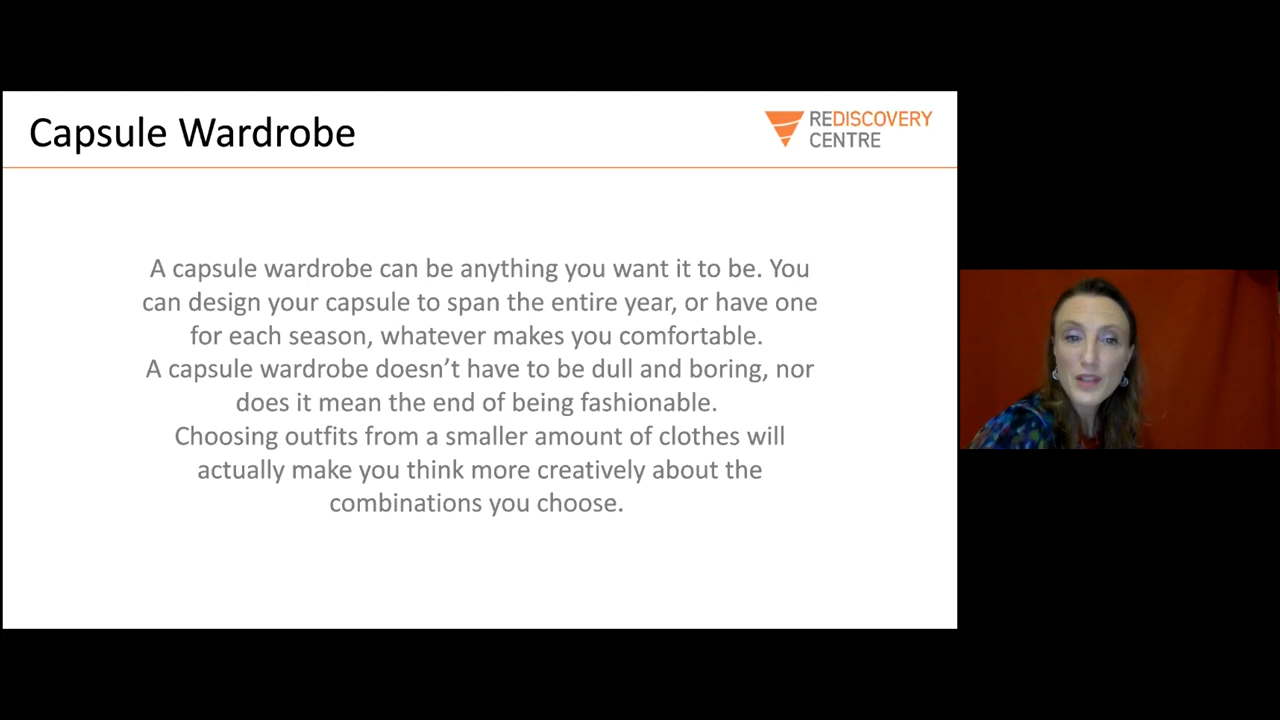 Capsule Wardrobe
REDISCOVERY
CENTRE
A capsule wardrobe can be anything you want it to be. You
can design your capsule to span the entire year, or have one
for each season, whatever makes you comfortable.
A capsule wardrobe doesn’t have to be dull and boring, nor
does it mean the end of being fashionable.
Choosing outfits from a smaller amount of clothes will
actually make you think more creatively about the
combinations you choose.